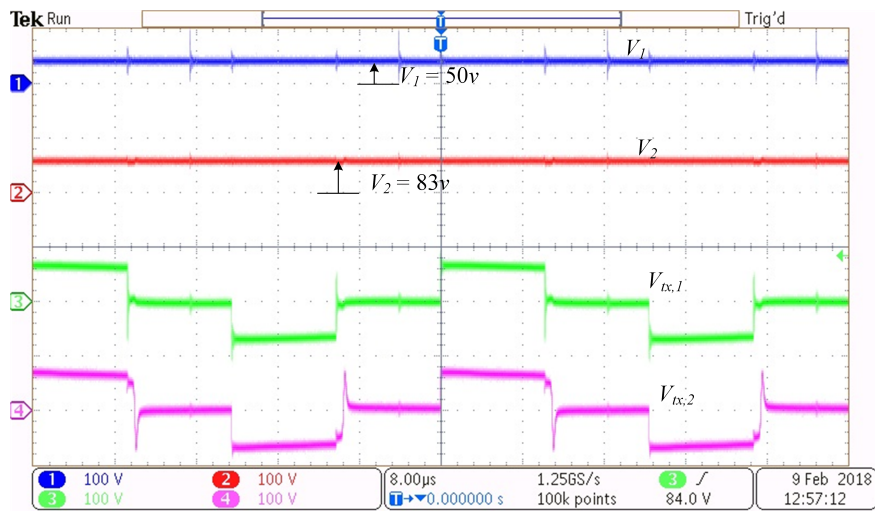 Tek Run Trig'd
T
T
V1
1
V1 = 50v
V2
2
V2 = 83v
Vtx,1
3
Vtx,2
4
1 100 V 2 100 V 8.00µs 1.25GS/s 3 9 Feb 2018
3 100 V 4 100 V T→▼0.000000 s 100k points 84.0 V 12:57:12